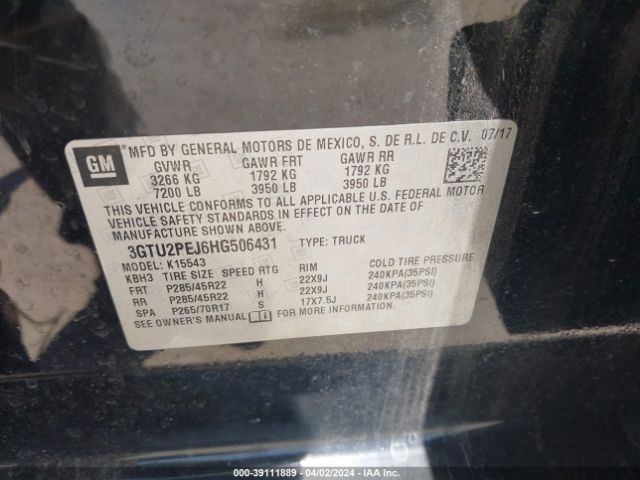 GM
MFD BY GENERAL MOTORS DE MEXICO, S. DE R.L. DE C.V. 07/17
GVWR GAWR FRT GAWR RR
3266 KG 1792 KG 1792 KG
7200 LB 3950 LB 3950 LB
THIS VEHICLE CONFORMS TO ALL APPLICABLE U.S. FEDERAL MOTOR
VEHICLE SAFETY STANDARDS IN EFFECT ON THE DATE OF
MANUFACTURE SHOWN ABOVE.
3GTU2PEJ6HG506431 TYPE: TRUCK
MODEL: K15543
KBH3 TIRE SIZE SPEED RTG RIM COLD TIRE PRESSURE
FRT P285/45R22 H 22X9J 240KPA(35PSI)
RR P285/45R22 H 22X9J 240KPA(35PSI)
SPA P265/70R17 S 17X7.5J 240KPA(35PSI)
SEE OWNER'S MANUAL FOR ADDITIONAL INFORMATION.
000-39111889 | 04/02/2024 | IAA Inc.